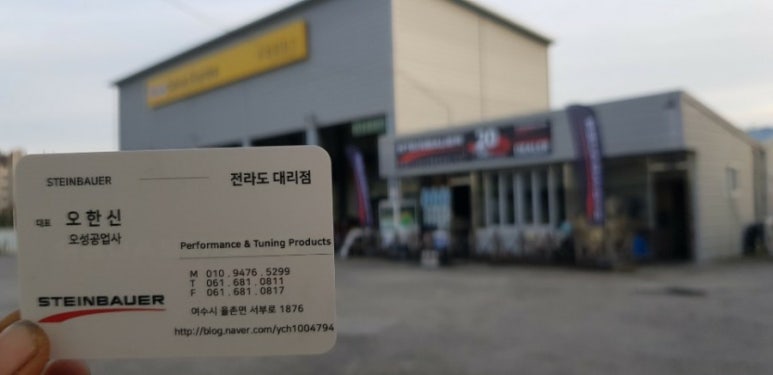 STEINBAUER
전라도 대리점
대표 오한신
오성공업사
Performance & Tuning Products
M 010 . 9476 . 5299
T 061 . 681 . 0811
F 061 . 681 . 0817
STEINBAUER
여수시 율촌면 서부로 1876
http://blog.naver.com/ych1004794
STEINBAUER 20